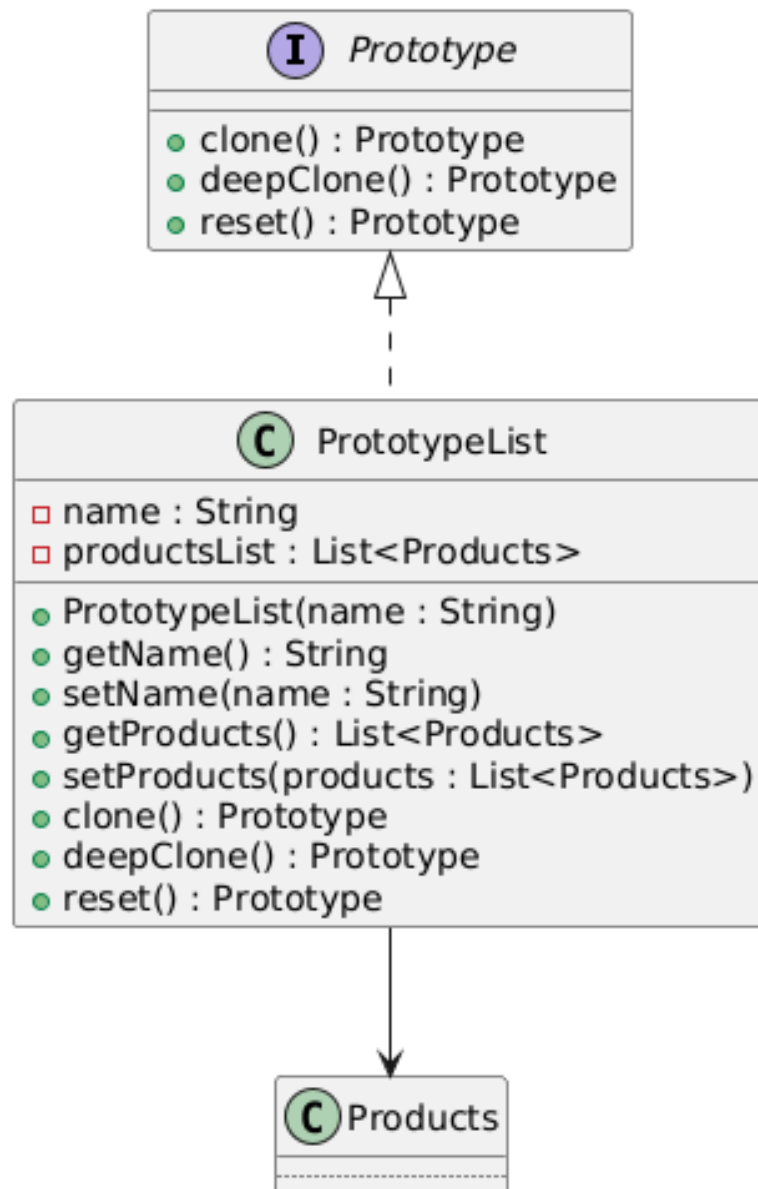 I Prototype
clone() : Prototype
deepClone() : Prototype
reset() : Prototype
C PrototypeList
name : String
productsList : List<Products>
PrototypeList(name : String)
getName() : String
setName(name : String)
getProducts() : List<Products>
setProducts(products : List<Products>)
clone() : Prototype
deepClone() : Prototype
reset() : Prototype
C Products